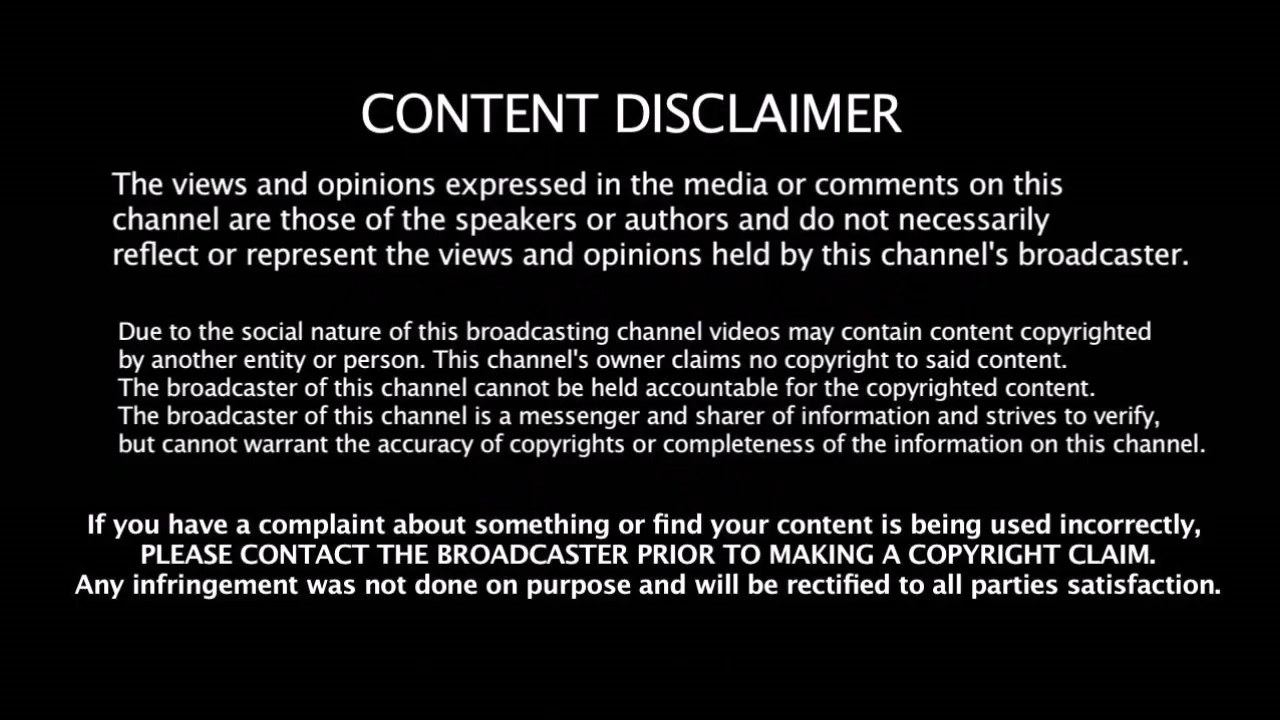 CONTENT DISCLAIMER
The views and opinions expressed in the media or comments on this
channel are those of the speakers or authors and do not necessarily
reflect or represent the views and opinions held by this channel's broadcaster.
Due to the social nature of this broadcasting channel videos may contain content copyrighted
by another entity or person. This channel's owner claims no copyright to said content.
The broadcaster of this channel cannot be held accountable for the copyrighted content.
The broadcaster of this channel is a messenger and sharer of information and strives to verify,
but cannot warrant the accuracy of copyrights or completeness of the information on this channel.
If you have a complaint about something or find your content is being used incorrectly,
PLEASE CONTACT THE BROADCASTER PRIOR TO MAKING A COPYRIGHT CLAIM.
Any infringement was not done on purpose and will be rectified to all parties satisfaction.